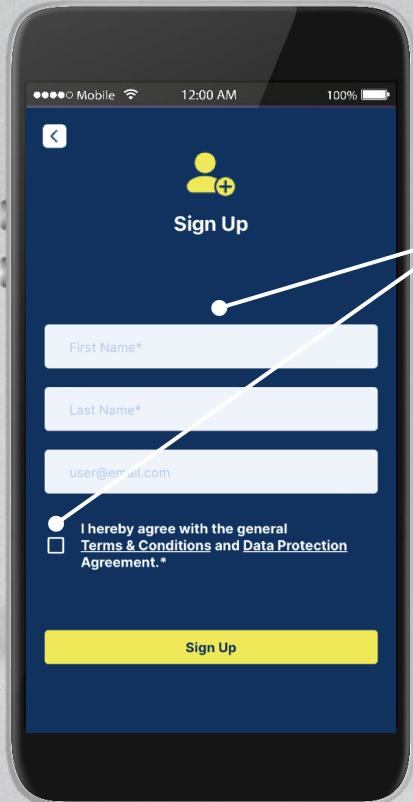 Mobile 12:00 AM 100%
Sign Up
First Name*
Last Name*
user@email.com
I hereby agree with the general
Terms & Conditions and Data Protection
Agreement.*
Sign Up